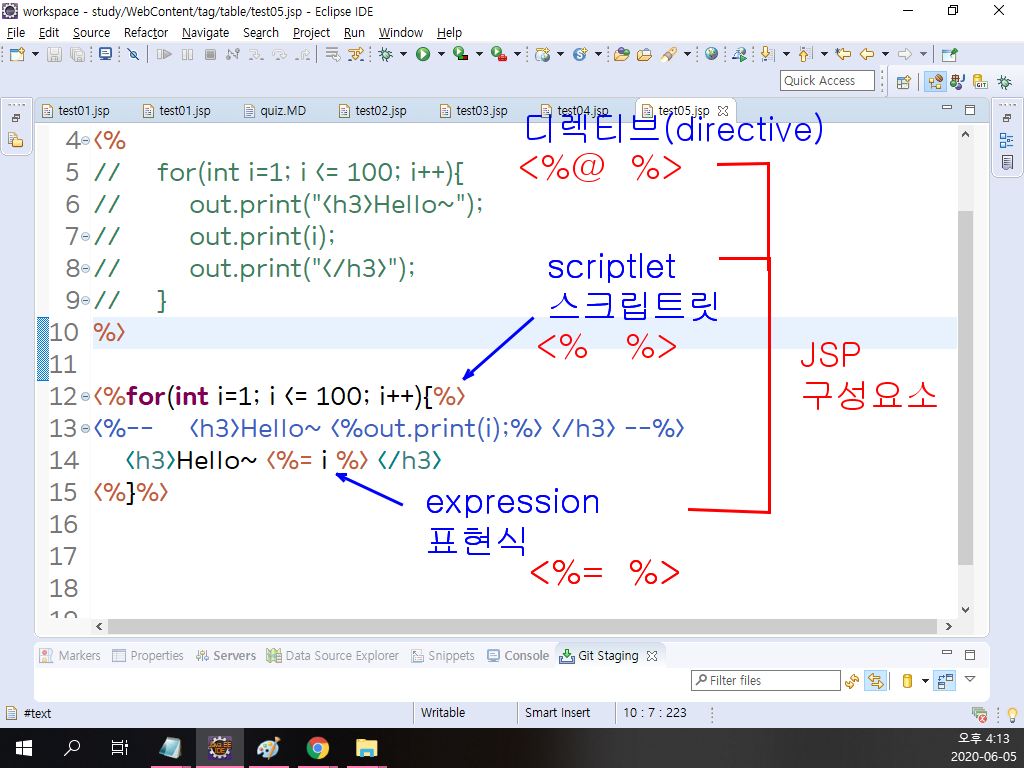 workspace - study/WebContent/tag/table/test05.jsp - Eclipse IDE
File Edit Source Refactor Navigate Search Project Run Window Help
Quick Access
test01.jsp test01.jsp quiz.MD test02.jsp test03.jsp test04.jsp test05.jsp
디렉티브(directive)
4 <%
<%@ %>
5 // for(int i=1; i <= 100; i++){
6 // out.print("<h3>Hello~");
7 // out.print(i);
8 // out.print("</h3>");
scriptlet
9 // }
스크립트릿
10 %>
<% %>
JSP
구성요소
11
12 <%for(int i=1; i <= 100; i++){%>
13 <%-- <h3>Hello~ <%out.print(i);%> </h3> --%>
14 <h3>Hello~ <%= i %> </h3>
15 <%}%>
expression
표현식
16
17
<%= %>
18
Markers Properties Servers Data Source Explorer Snippets Console Git Staging
Filter files
#text Writable Smart Insert 10 : 7 : 223
오후 4:13
2020-06-05